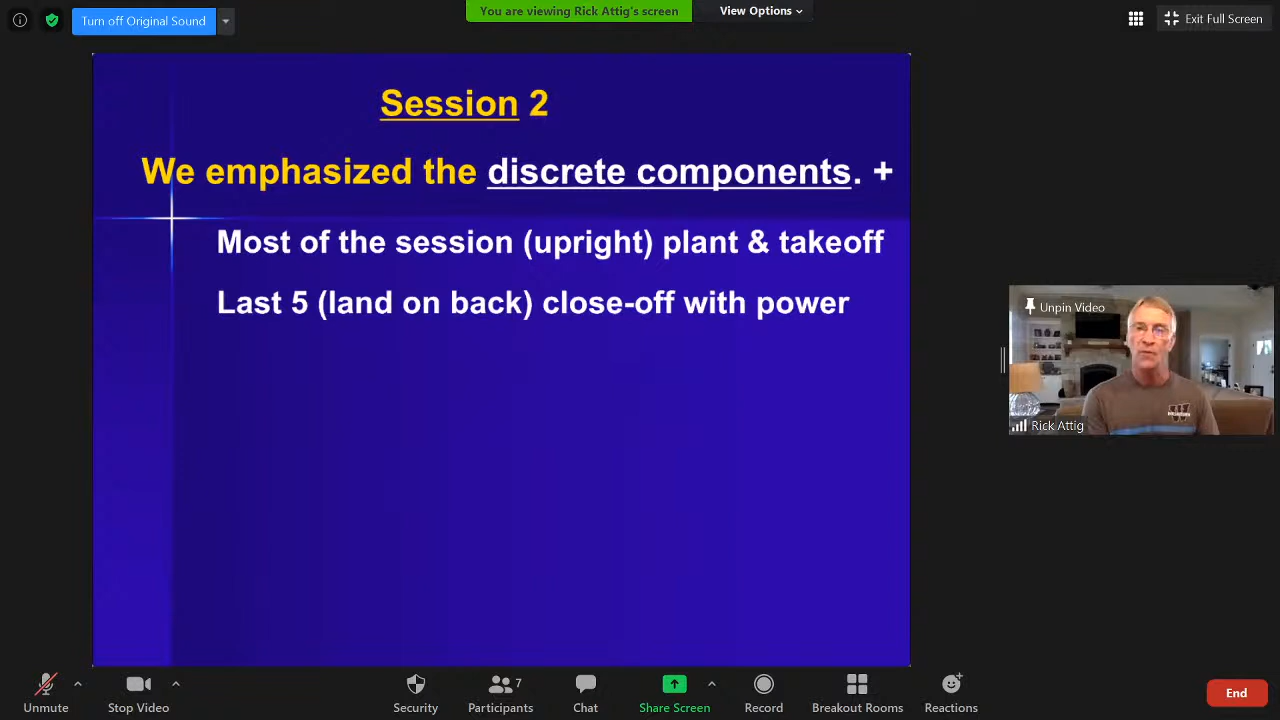 Turn off Original Sound
You are viewing Rick Attig's screen
View Options
Exit Full Screen
Session 2
We emphasized the discrete components. +
Most of the session (upright) plant & takeoff
Last 5 (land on back) close-off with power
Unpin Video
W
Rick Attig
Unmute
Stop Video
Security
Participants
7
Chat
Share Screen
Record
Breakout Rooms
Reactions
End